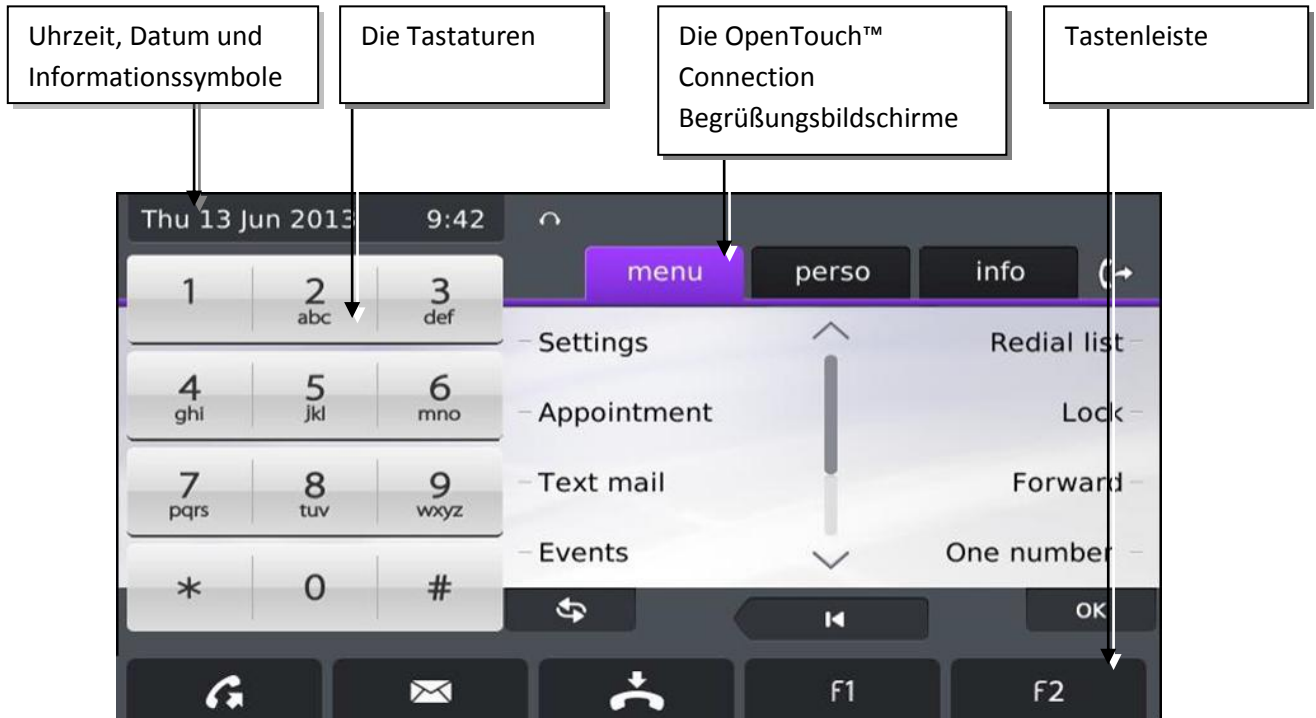 Uhrzeit, Datum und
Informationssymbole
Die Tastaturen
Die OpenTouch™
Connection
Begrüßungsbildschirme
Tastenleiste
Thu 13 Jun 2013 9:42
menu perso info
1 2 3
abc def
4 5 6
ghi jkl mno
7 8 9
pqrs tuv wxyz
* 0 #
Settings Redial list
Appointment Lock
Text mail Forward
Events One number
OK
F1 F2